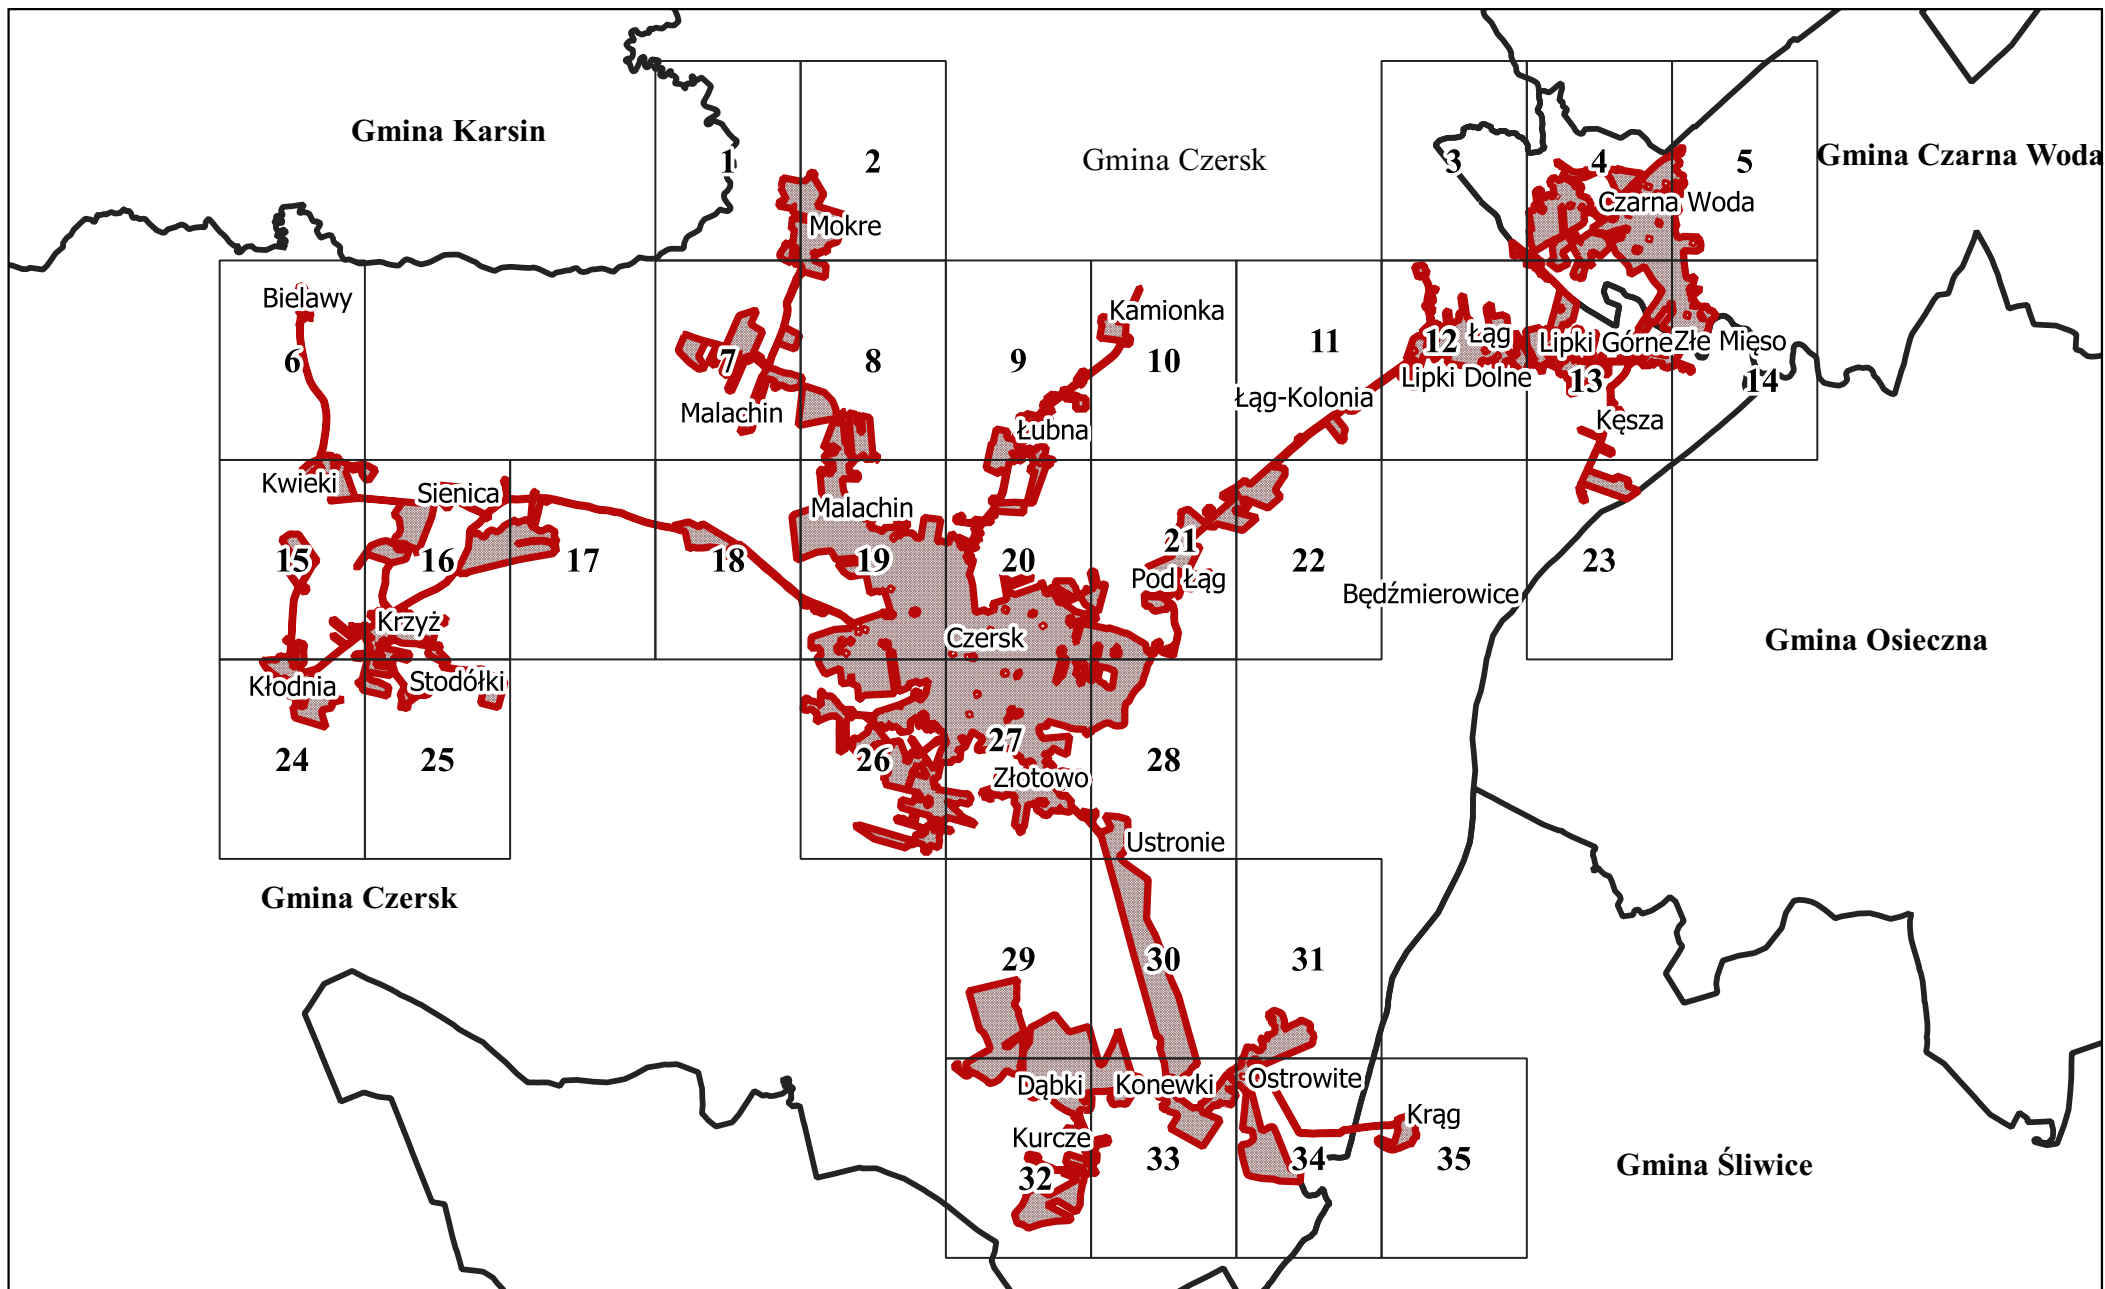 Gmina Karsin
1
2
Gmina Czersk
3
4
5
Gmina Czarna Woda
Mokre
Czarna Woda
Bielawy
6
7
Malachin
8
9
Kamionka
10
11
12
Łąg
Lipki Górne
Złe Mięso
Lipki Dolne
13
14
Łąg-Kolonia
Kęsza
Łubna
Kwieki
Sienica
Malachin
15
16
17
18
19
20
21
Pod Łąg
22
Będźmierowice
23
Krzyż
Czersk
Gmina Osieczna
Kłodnia
Stodółki
24
25
26
27
28
Złotowo
Ustronie
Gmina Czersk
29
30
31
Dąbki
Konewki
Ostrowite
Krąg
Kurcze
32
33
34
35
Gmina Śliwice